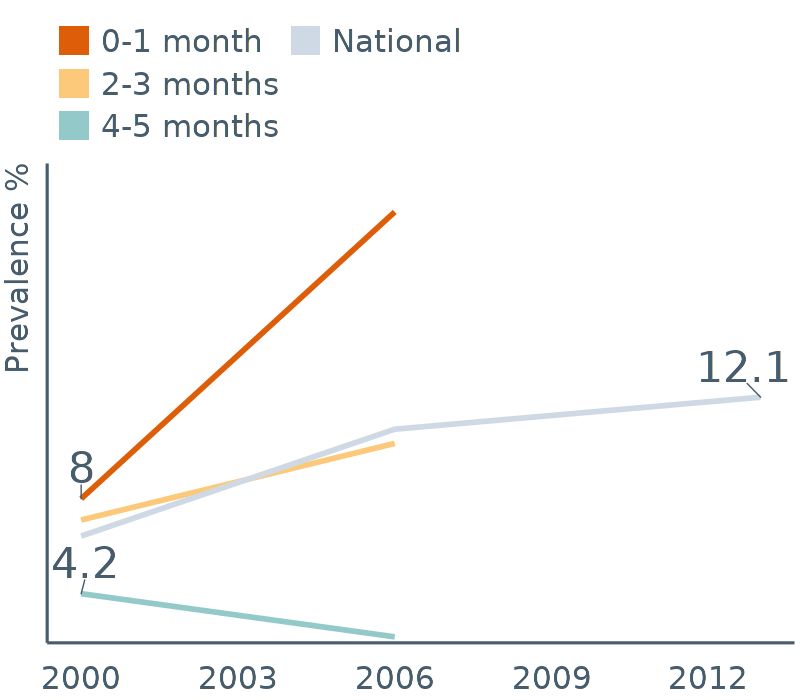 0-1 month
National
2-3 months
4-5 months
Prevalence %
12.1
8
4.2
2000 2003 2006 2009 2012